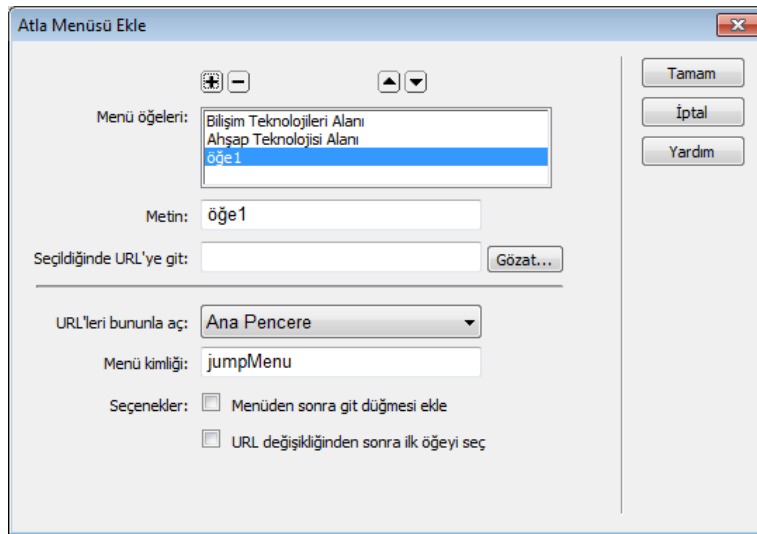 Atla Menüsü Ekle
Tamam
Menü öğeleri:
Bilişim Teknolojileri Alanı
İptal
Ahşap Teknolojisi Alanı
öğe1
Yardım
Metin:
öğe1
Seçildiğinde URL'ye git:
Gözat...
URL'leri bununla aç:
Ana Pencere
Menü kimliği:
jumpMenu
Seçenekler:
Menüden sonra git düğmesi ekle
URL değişikliğinden sonra ilk öğeyi seç